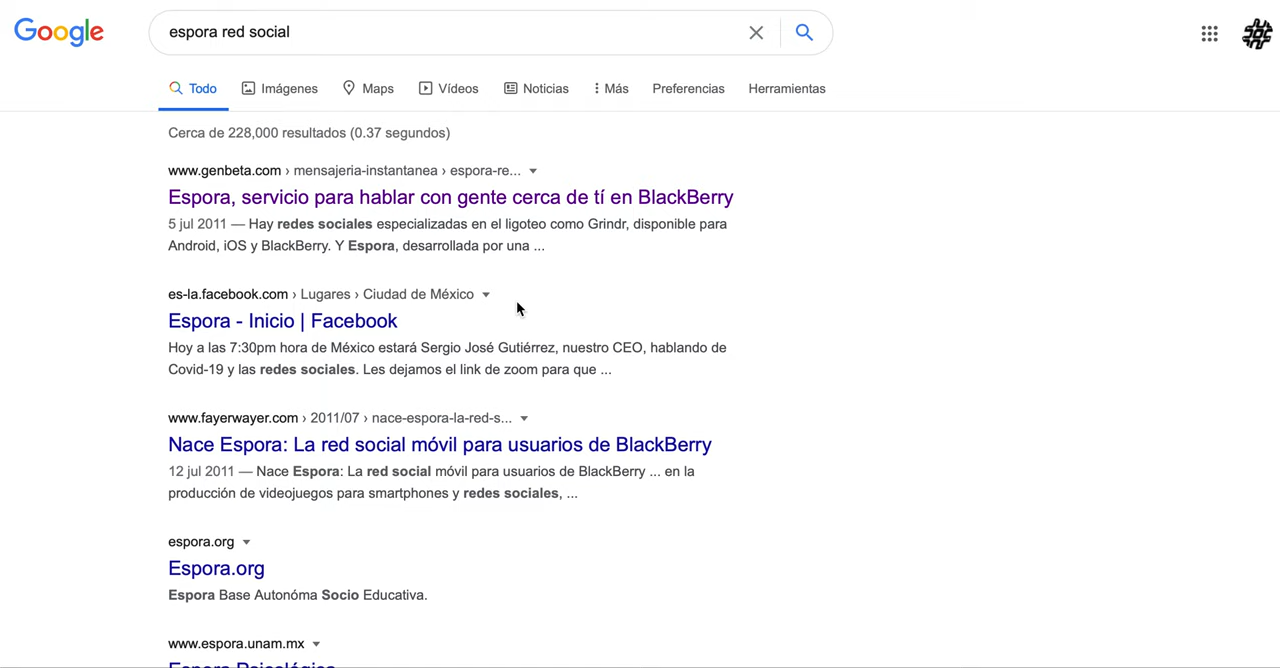 Google
espora red social
Todo Imágenes Maps Vídeos Noticias Más Preferencias Herramientas
Cerca de 228,000 resultados (0.37 segundos)
www.genbeta.com › mensajeria-instantanea › espora-re...
Espora, servicio para hablar con gente cerca de tí en BlackBerry
5 jul 2011 — Hay redes sociales especializadas en el ligoteo como Grindr, disponible para
Android, iOS y BlackBerry. Y Espora, desarrollada por una ...
es-la.facebook.com › Lugares › Ciudad de México
Espora - Inicio | Facebook
Hoy a las 7:30pm hora de México estará Sergio José Gutiérrez, nuestro CEO, hablando de
Covid-19 y las redes sociales. Les dejamos el link de zoom para que ...
www.fayerwayer.com › 2011/07 › nace-espora-la-red-s...
Nace Espora: La red social móvil para usuarios de BlackBerry
12 jul 2011 — Nace Espora: La red social móvil para usuarios de BlackBerry ... en la
producción de videojuegos para smartphones y redes sociales, ...
espora.org
Espora.org
Espora Base Autonóma Socio Educativa.
www.espora.unam.mx
Espora Psicológica